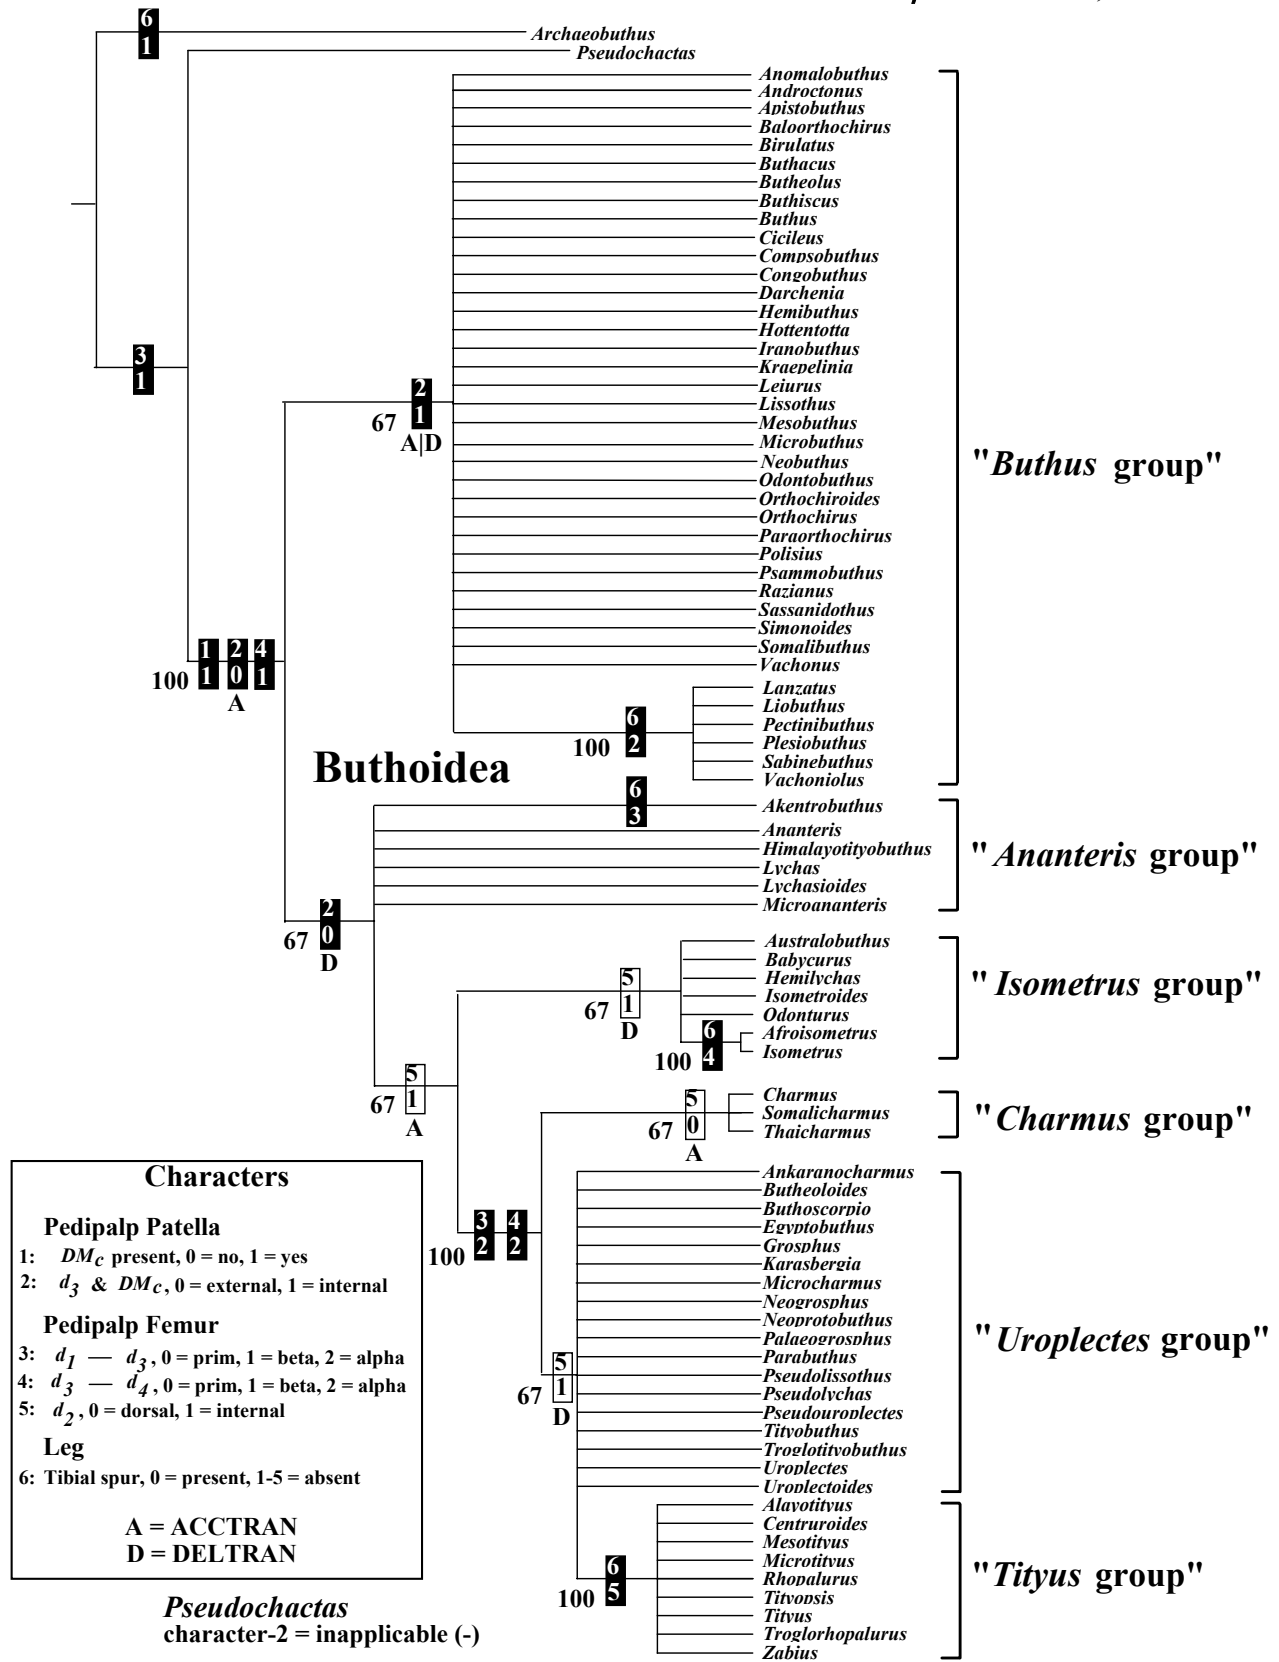 6
1
Archaeobuthus
Pseudochactas
Anomalobuthus
Androctonus
Apistobuthus
Baloorthochirus
Birulatus
Buthacus
Butheolus
Buthiscus
Buthus
Cicileus
Compsobuthus
Congobuthus
Darchenia
Hemibuthus
Hottentotta
Iranobuthus
Kraepelinia
Leiurus
Lissothus
Mesobuthus
Microbuthus
Neobuthus
Odontobuthus
Orthochiroides
Orthochirus
Paraorthochirus
Polisius
Psammobuthus
Razianus
Sassanidothus
Simonoides
Somalibuthus
Vachonus
Lanzatus
Liobuthus
Pectinibuthus
Plesiobuthus
Sabinebuthus
Vachoniolus
"Buthus group"
3
1
67
2
1
A|D
100
1
1
2
0
A
4
1
100
6
2
Buthoidea
6
3
Akentrobuthus
Ananteris
Himalayotityobuthus
Lychas
Lychasioides
Microananteris
"Ananteris group"
67
2
0
D
Australobuthus
Babycurus
Hemilychas
Isometroides
Odonturus
Afroisometrus
Isometrus
"Isometrus group"
67
5
1
D
100
6
4
67
5
1
A
Charmus
Somalicharmus
Thaicharmus
"Charmus group"
67
5
0
A
100
3
2
4
2
Ankaranocharmus
Butheoloides
Buthoscorpio
Egyptobuthus
Grosphus
Karasbergia
Microcharmus
Neogrosphus
Neoprotobuthus
Palaeogrosphus
Parabuthus
Pseudolissothus
Pseudolychas
Pseudouroplectes
Tityobuthus
Troglotityobuthus
Uroplectes
Uroplectoides
"Uroplectes group"
67
5
1
D
Alayotityus
Centruroides
Mesotityus
Microtityus
Rhopalurus
Tityopsis
Tityus
Troglorhopalurus
Zabius
"Tityus group"
100
6
5
Characters
Pedipalp Patella
1: DMc present, 0 = no, 1 = yes
2: d3 & DMc, 0 = external, 1 = internal
Pedipalp Femur
3: d1 — d3, 0 = prim, 1 = beta, 2 = alpha
4: d3 — d4, 0 = prim, 1 = beta, 2 = alpha
5: d2, 0 = dorsal, 1 = internal
Leg
6: Tibial spur, 0 = present, 1-5 = absent
A = ACCTRAN
D = DELTRAN
Pseudochactas
character-2 = inapplicable (-)